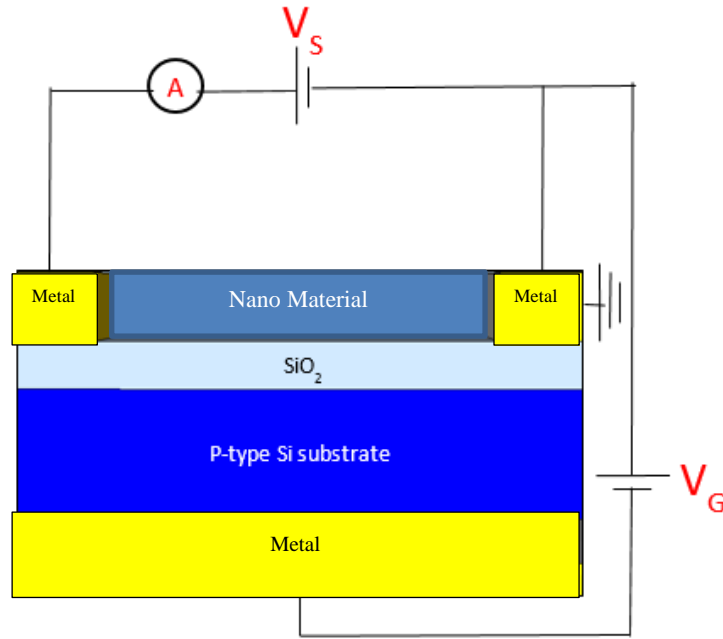 V_S
A
Metal
Nano Material
Metal
SiO₂
P-type Si substrate
V_G
Metal